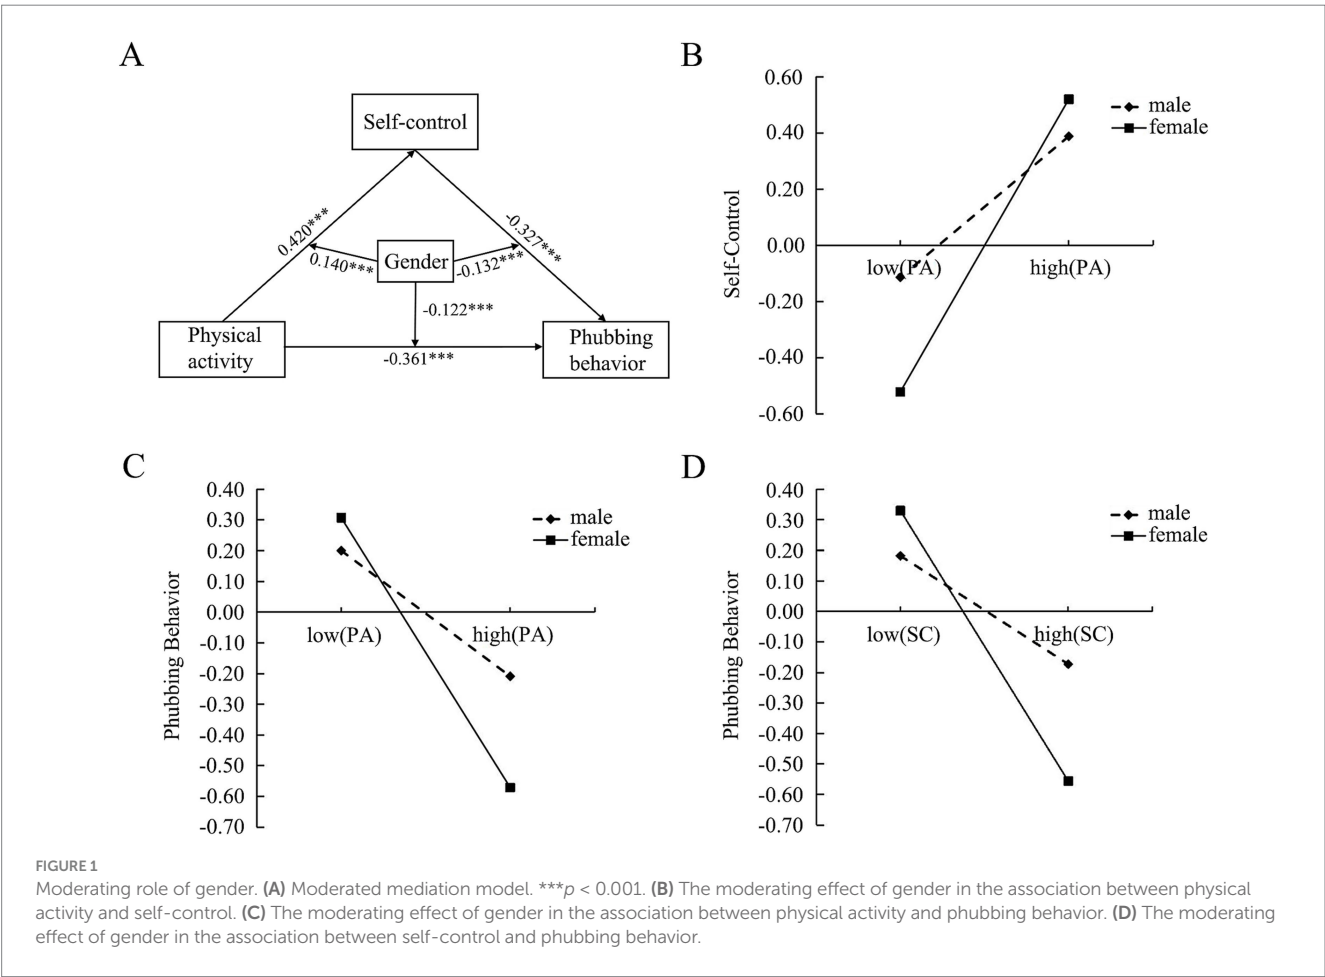 A
Self-control
0.420***
-0.327***
Gender
0.140***
-0.132***
-0.122***
Physical
activity
Phubbing
behavior
-0.361***
B
0.60
0.40
0.20
0.00
-0.20
-0.40
-0.60
Self-Control
low(PA)
high(PA)
male
female
C
0.40
0.30
0.20
0.10
0.00
-0.10
-0.20
-0.30
-0.40
-0.50
-0.60
-0.70
Phubbing Behavior
low(PA)
high(PA)
male
female
D
0.40
0.30
0.20
0.10
0.00
-0.10
-0.20
-0.30
-0.40
-0.50
-0.60
-0.70
Phubbing Behavior
low(SC)
high(SC)
male
female
FIGURE 1
Moderating role of gender. (A) Moderated mediation model. ***p < 0.001. (B) The moderating effect of gender in the association between physical
activity and self-control. (C) The moderating effect of gender in the association between physical activity and phubbing behavior. (D) The moderating
effect of gender in the association between self-control and phubbing behavior.